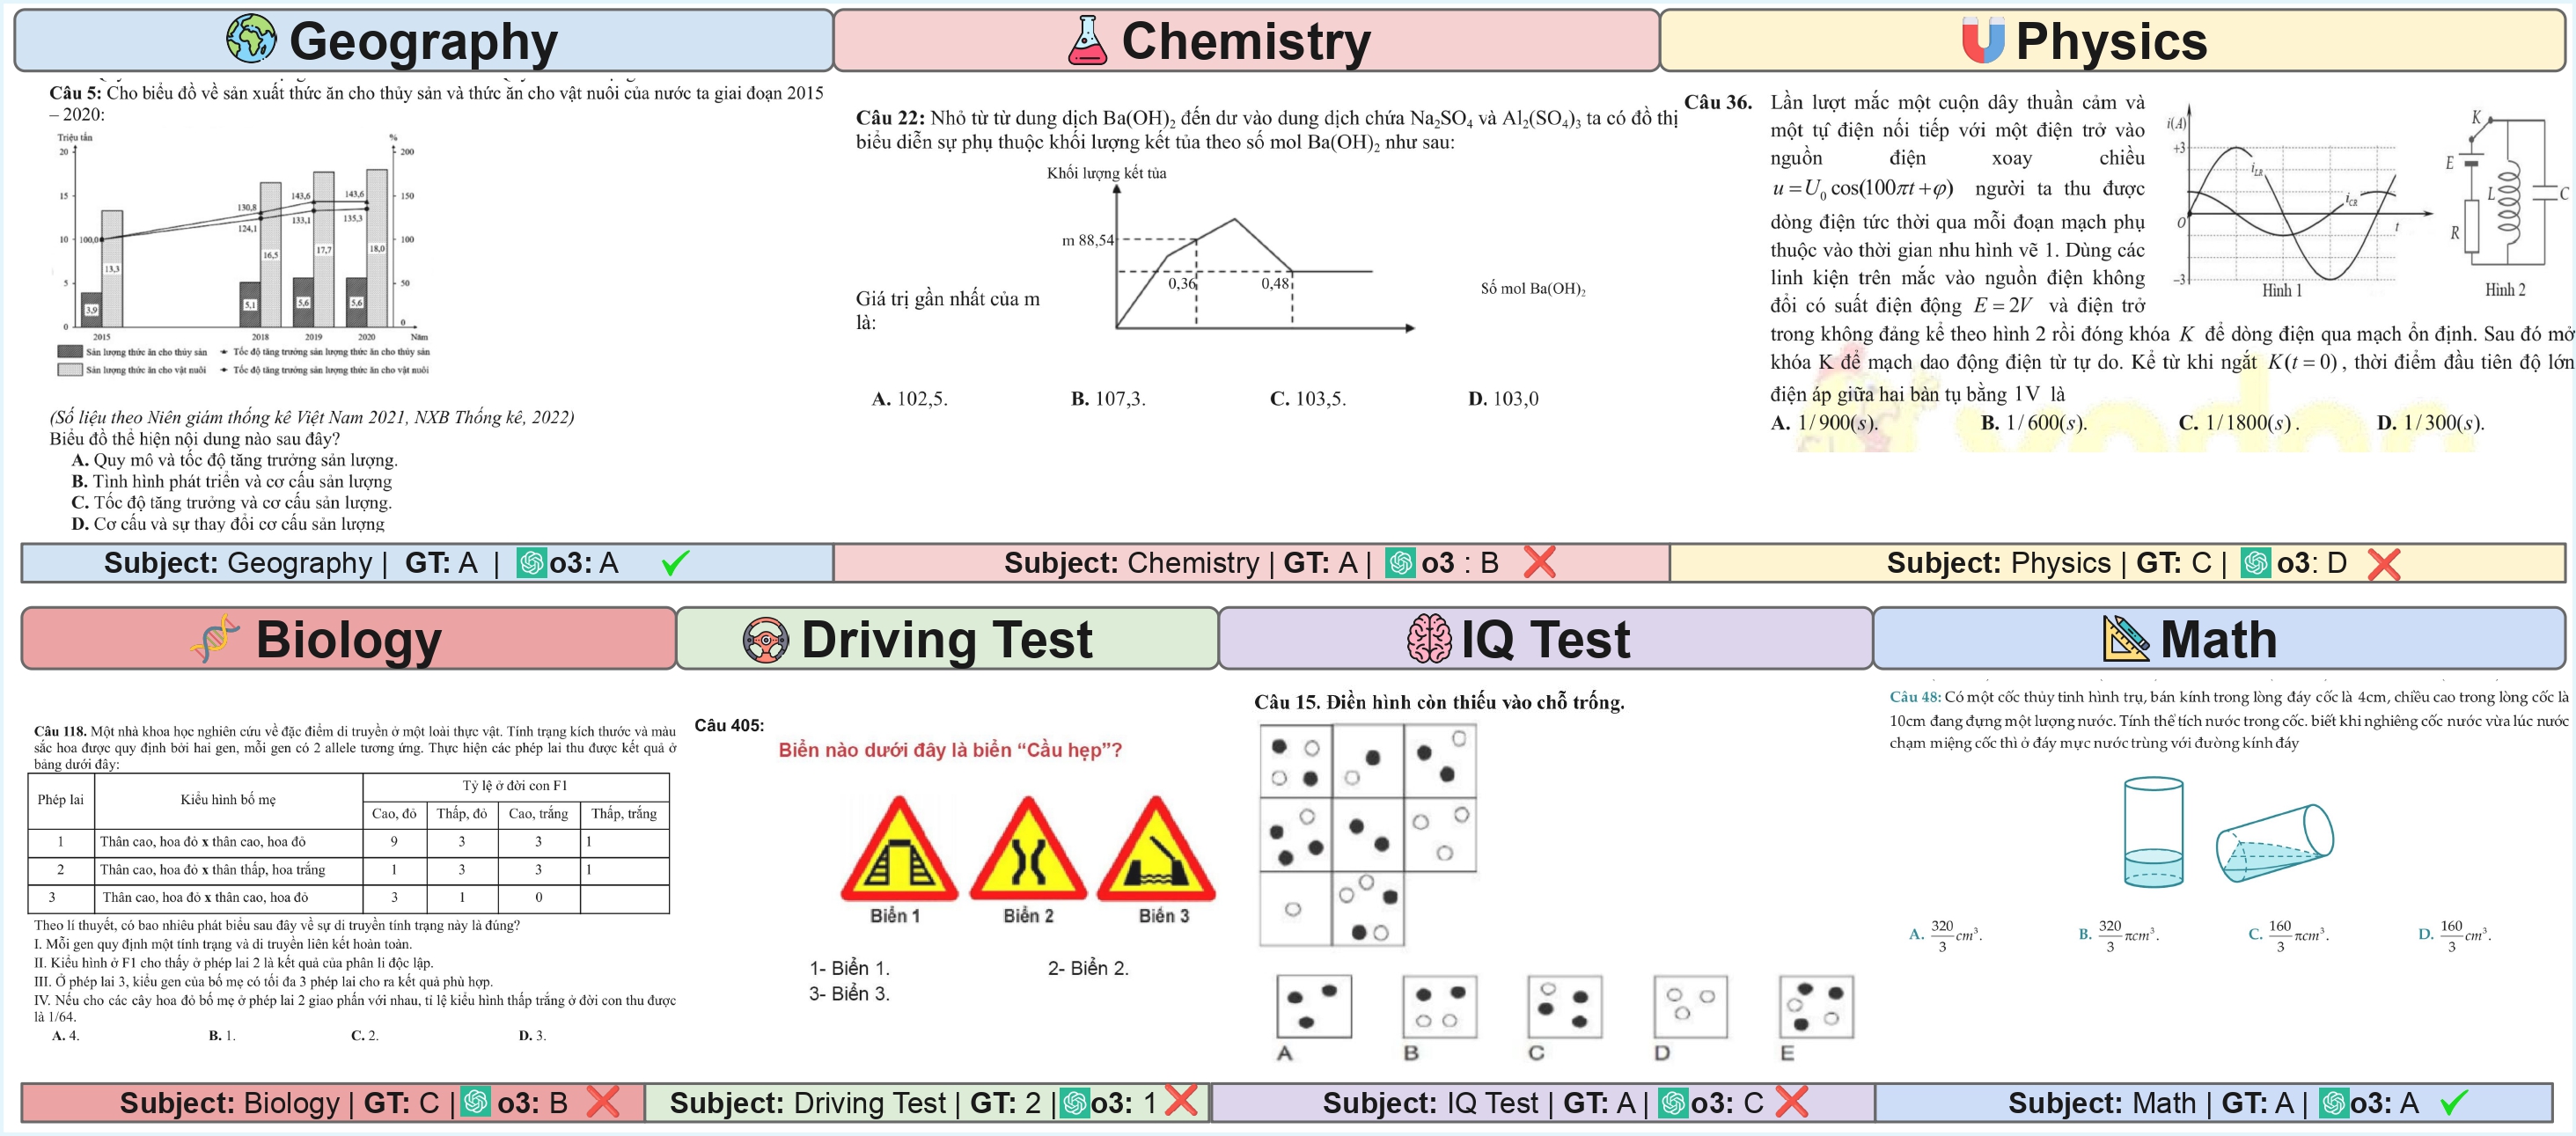 Geography
Chemistry
Physics
Câu 5: Cho biểu đồ về sản xuất thức ăn cho thủy sản và thức ăn cho vật nuôi của nước ta giai đoạn 2015
– 2020:
Triệu tấn
%
20
15
10
5
0
200
150
100
50
0
100,0
130,8
124,1
143,6
133,1
143,6
135,3
3,9
13,3
5,1
16,5
5,6
17,7
5,6
18,0
2015
2018
2019
2020
Năm
Sản lượng thức ăn cho thủy sản
Tốc độ tăng trưởng sản lượng thức ăn cho thủy sản
Sản lượng thức ăn cho vật nuôi
Tốc độ tăng trưởng sản lượng thức ăn cho vật nuôi
(Số liệu theo Niên giám thống kê Việt Nam 2021, NXB Thống kê, 2022)
Biểu đồ thể hiện nội dung nào sau đây?
A. Quy mô và tốc độ tăng trưởng sản lượng.
B. Tình hình phát triển và cơ cấu sản lượng
C. Tốc độ tăng trưởng và cơ cấu sản lượng.
D. Cơ cấu và sự thay đổi cơ cấu sản lượng
Câu 22: Nhỏ từ từ dung dịch Ba(OH)₂ đến dư vào dung dịch chứa Na₂SO₄ và Al₂(SO₄)₃ ta có đồ thị
biểu diễn sự phụ thuộc khối lượng kết tủa theo số mol Ba(OH)₂ như sau:
Khối lượng kết tủa
m 88,54
0,36
0,48
Số mol Ba(OH)₂
Giá trị gần nhất của m
là:
A. 102,5. B. 107,3. C. 103,5. D. 103,0
Câu 36. Lần lượt mắc một cuộn dây thuần cảm và
một tụ điện nối tiếp với một điện trở vào
nguồn điện xoay chiều
u = U₀ cos(100πt + φ) người ta thu được
dòng điện tức thời qua mỗi đoạn mạch phụ
thuộc vào thời gian như hình vẽ 1. Dùng các
linh kiện trên mắc vào nguồn điện không
đổi có suất điện động E = 2V và điện trở
trong không đáng kể theo hình 2 rồi đóng khóa K để dòng điện qua mạch ổn định. Sau đó mở
khóa K để mạch dao động điện từ tự do. Kể từ khi ngắt K(t = 0), thời điểm đầu tiên độ lớn
điện áp giữa hai bản tụ bằng 1V là
A. 1/900(s). B. 1/600(s). C. 1/1800(s). D. 1/300(s).
i(A)
+3
O
–3
i_LR
i_CR
t
Hình 1
K
E
L
C
R
Hình 2
Subject: Geography | GT: A | o3: A
Subject: Chemistry | GT: A | o3 : B
Subject: Physics | GT: C | o3: D
Biology
Driving Test
IQ Test
Math
Câu 118. Một nhà khoa học nghiên cứu về đặc điểm di truyền ở một loài thực vật. Tính trạng kích thước và màu
sắc hoa được quy định bởi hai gen, mỗi gen có 2 allele tương ứng. Thực hiện các phép lai thu được kết quả ở
bảng dưới đây:
Phép lai Kiểu hình bố mẹ Tỷ lệ ở đời con F1
Cao, đỏ Thấp, đỏ Cao, trắng Thấp, trắng
1 Thân cao, hoa đỏ x thân cao, hoa đỏ 9 3 3 1
2 Thân cao, hoa đỏ x thân thấp, hoa trắng 1 3 3 1
3 Thân cao, hoa đỏ x thân cao, hoa đỏ 3 1 0
Theo lí thuyết, có bao nhiêu phát biểu sau đây về sự di truyền tính trạng này là đúng?
I. Mỗi gen quy định một tính trạng và di truyền liên kết hoàn toàn.
II. Kiểu hình ở F1 cho thấy ở phép lai 2 là kết quả của phân li độc lập.
III. Ở phép lai 3, kiểu gen của bố mẹ có tối đa 3 phép lai cho ra kết quả phù hợp.
IV. Nếu cho các cây hoa đỏ bố mẹ ở phép lai 2 giao phấn với nhau, tỉ lệ kiểu hình thấp trắng ở đời con thu được
là 1/64.
A. 4. B. 1. C. 2. D. 3.
Câu 405:
Biển nào dưới đây là biển “Cầu hẹp”?
Biển 1
Biển 2
Biển 3
1- Biển 1. 2- Biển 2.
3- Biển 3.
Câu 15. Điền hình còn thiếu vào chỗ trống.
A
B
C
D
E
Câu 48: Có một cốc thủy tinh hình trụ, bán kính trong lòng đáy cốc là 4cm, chiều cao trong lòng cốc là
10cm đang đựng một lượng nước. Tính thể tích nước trong cốc. biết khi nghiêng cốc nước vừa lúc nước
chạm miệng cốc thì ở đáy mực nước trùng với đường kính đáy
A. 320/3 cm³. B. 320/3 πcm³. C. 160/3 πcm³. D. 160/3 cm³.
Subject: Biology | GT: C | o3: B
Subject: Driving Test | GT: 2 | o3: 1
Subject: IQ Test | GT: A | o3: C
Subject: Math | GT: A | o3: A